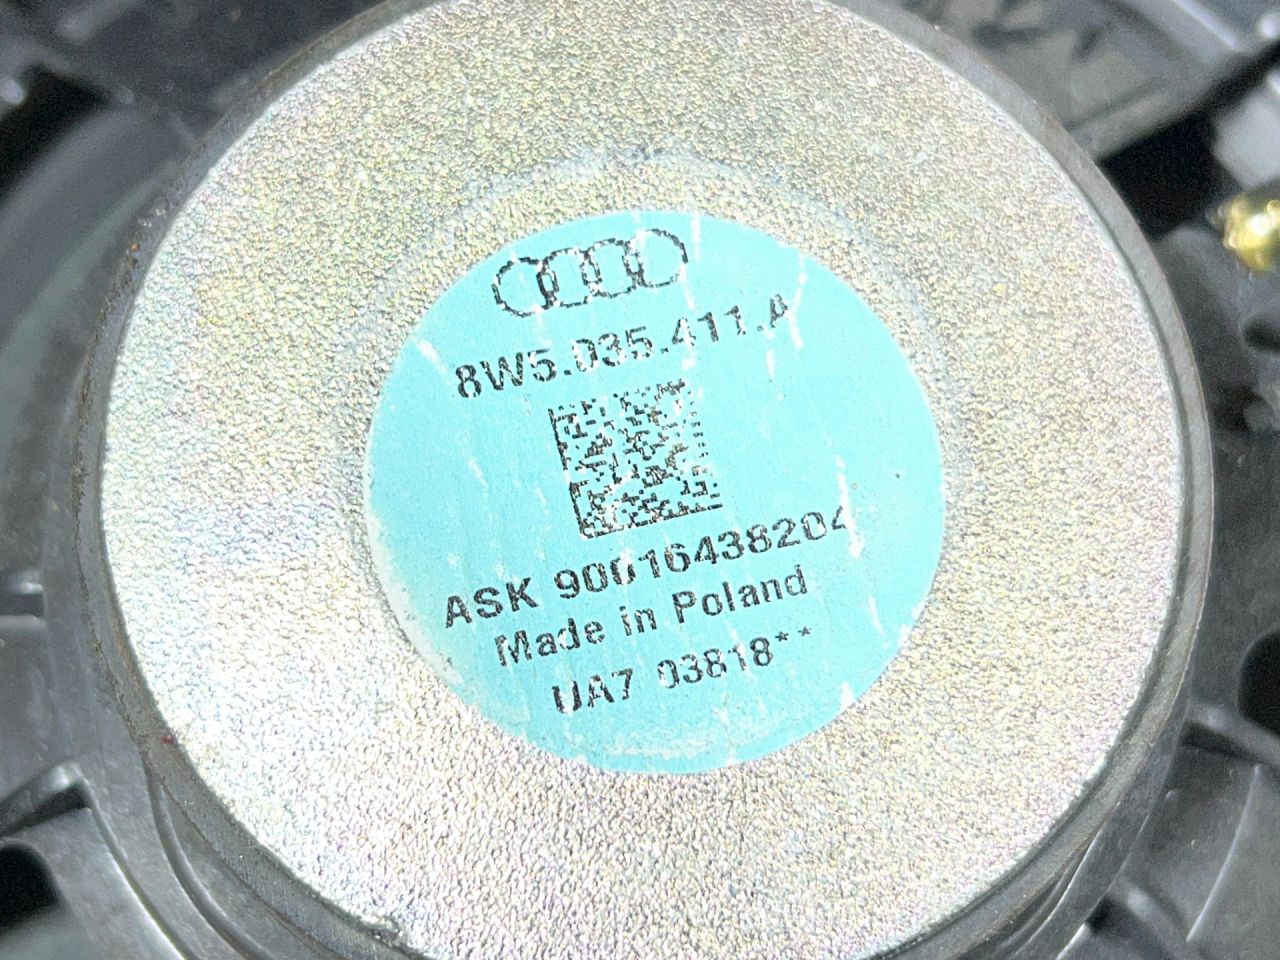 8W5.035.411.A
ASK 90016438204
Made in Poland
UA7 03818**